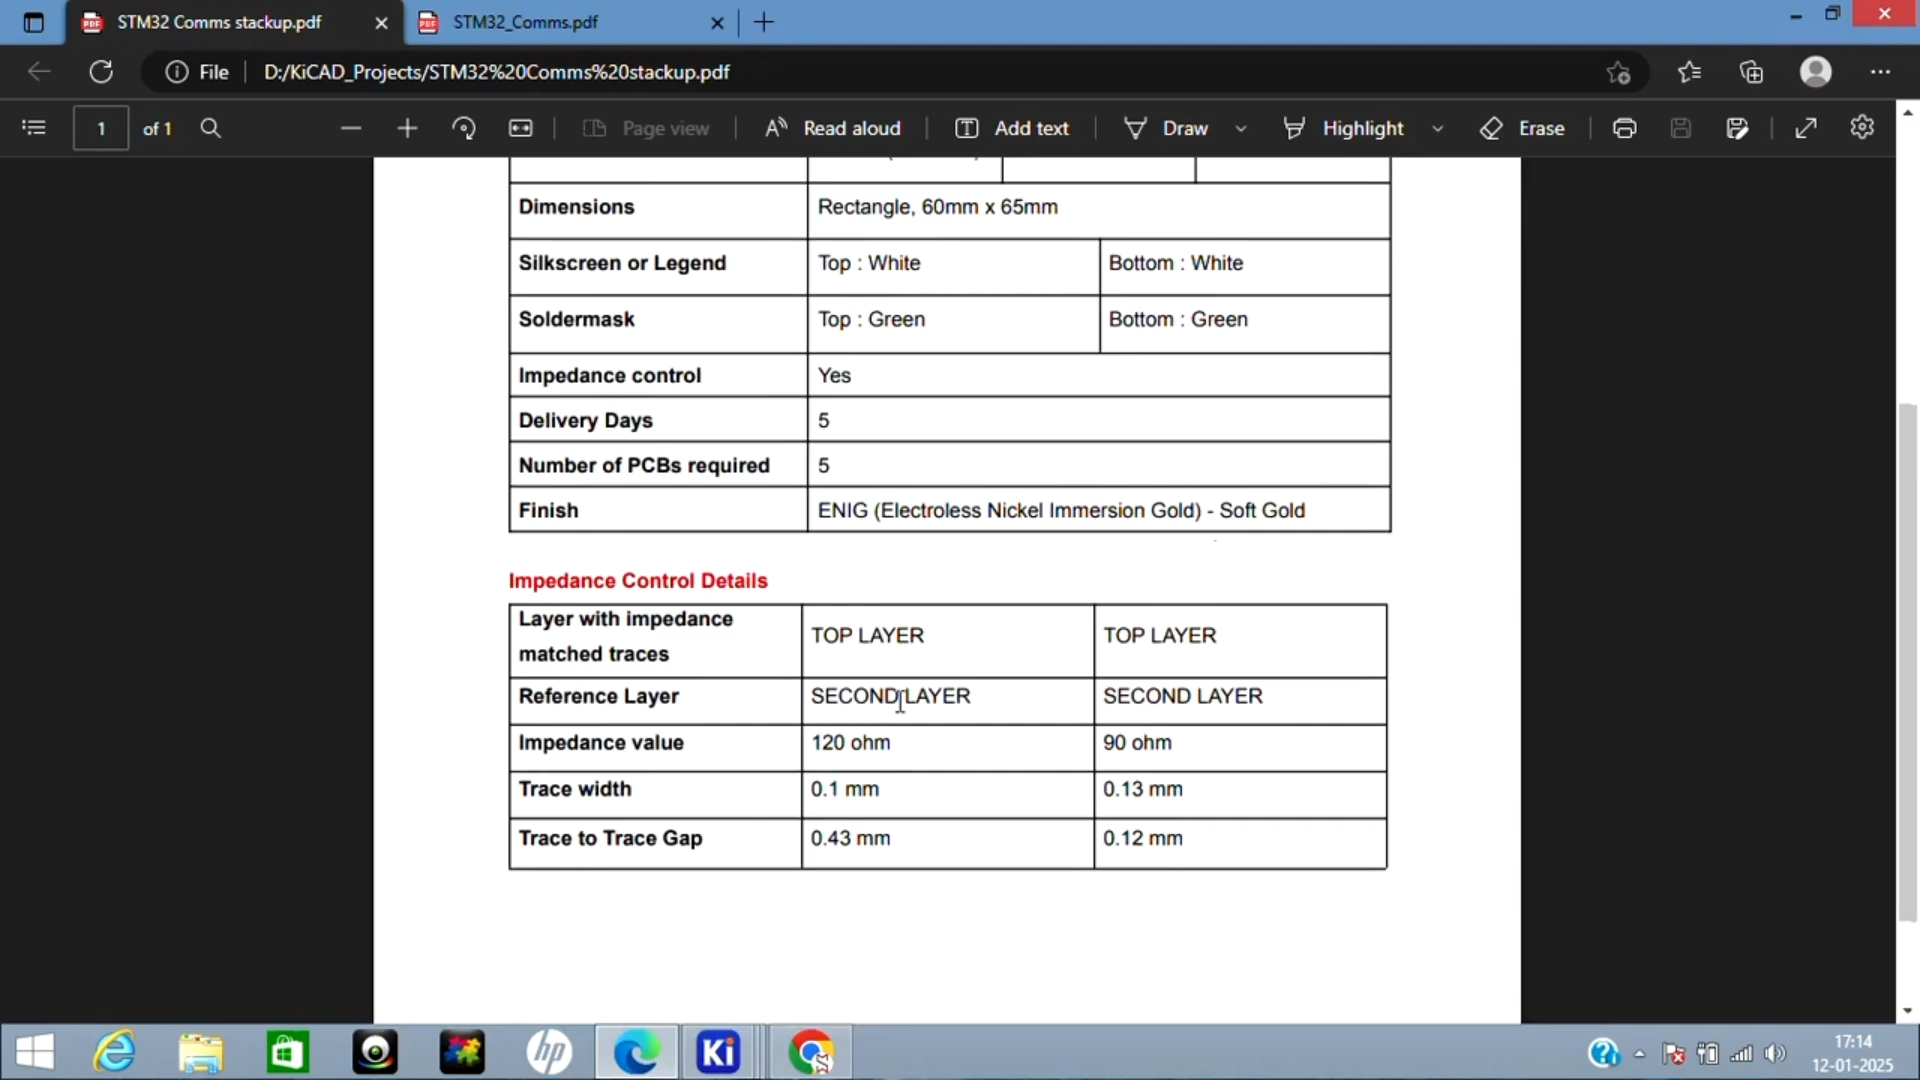 STM32 Comms stackup.pdf
STM32_Comms.pdf
File
D:/KiCAD_Projects/STM32%20Comms%20stackup.pdf
1 of 1
Page view
Read aloud
Add text
Draw
Highlight
Erase
Dimensions Rectangle, 60mm x 65mm
Silkscreen or Legend Top : White Bottom : White
Soldermask Top : Green Bottom : Green
Impedance control Yes
Delivery Days 5
Number of PCBs required 5
Finish ENIG (Electroless Nickel Immersion Gold) - Soft Gold
Impedance Control Details
Layer with impedance
matched traces TOP LAYER TOP LAYER
Reference Layer SECOND LAYER SECOND LAYER
Impedance value 120 ohm 90 ohm
Trace width 0.1 mm 0.13 mm
Trace to Trace Gap 0.43 mm 0.12 mm
hp
Ki
17:14
12-01-2025